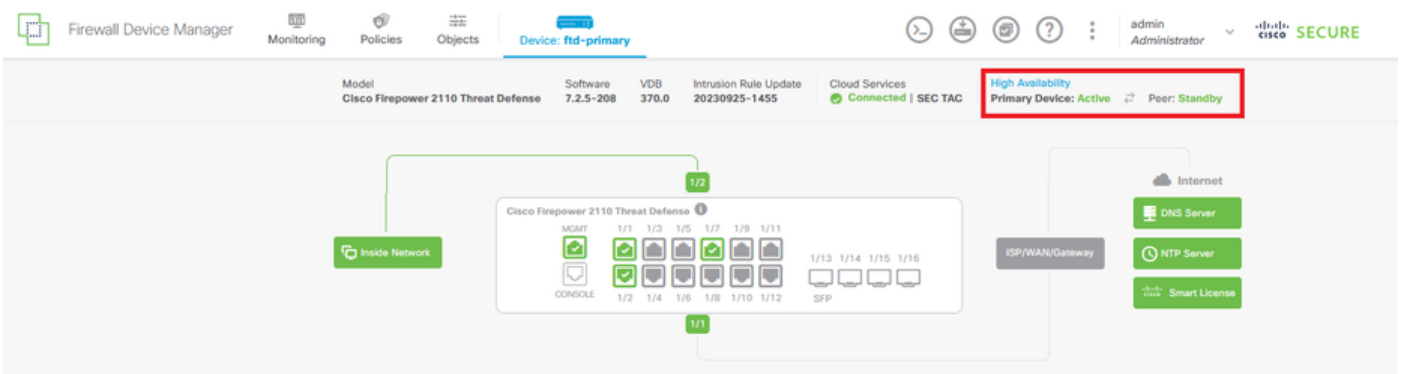 Firewall Device Manager
Monitoring
Policies
Objects
Device: ftd-primary
admin
Administrator
cisco SECURE
Model
Cisco Firepower 2110 Threat Defense
Software
7.2.5-208
VDB
370.0
Intrusion Rule Update
20230925-1455
Cloud Services
Connected | SEC TAC
High Availability
Primary Device: Active
Peer: Standby
1/2
Internet
Cisco Firepower 2110 Threat Defense
MGMT
1/1 1/3 1/5 1/7 1/9 1/11
1/13 1/14 1/15 1/16
CONSOLE
1/2 1/4 1/6 1/8 1/10 1/12
SFP
Inside Network
ISP/WAN/Gateway
DNS Server
NTP Server
Smart License
1/1